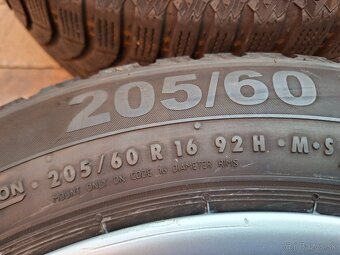 205/60
ON · 205/60 R 16 92 H · M·S
MOUNT ONLY ON CODE 16 DIAMETER RIMS